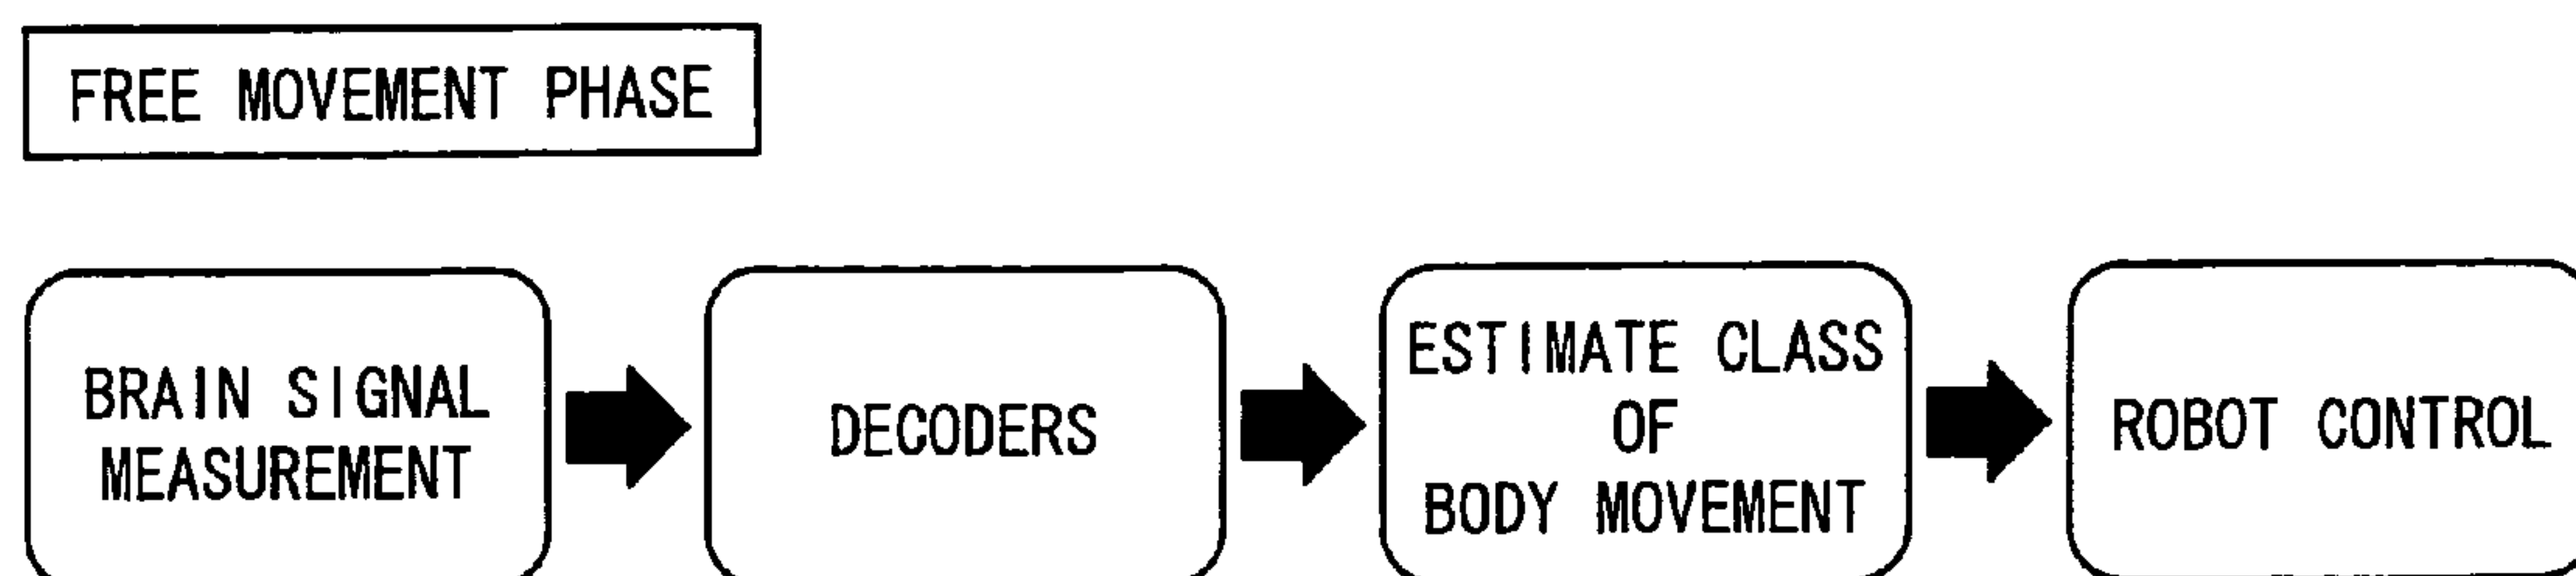 FREE MOVEMENT PHASE
BRAIN SIGNAL
MEASUREMENT
DECODERS
ESTIMATE CLASS
OF
BODY MOVEMENT
ROBOT CONTROL